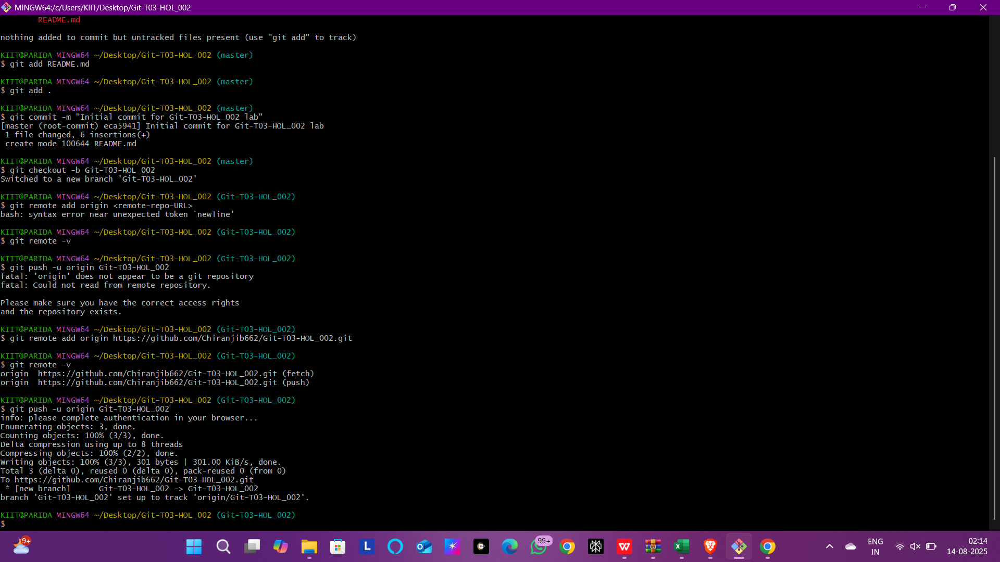 MINGW64:/c/Users/KIIT/Desktop/Git-T03-HOL_002
README.md
nothing added to commit but untracked files present (use "git add" to track)
KIIT@PARIDA MINGW64 ~/Desktop/Git-T03-HOL_002 (master)
$ git add README.md
KIIT@PARIDA MINGW64 ~/Desktop/Git-T03-HOL_002 (master)
$ git add .
KIIT@PARIDA MINGW64 ~/Desktop/Git-T03-HOL_002 (master)
$ git commit -m "Initial commit for Git-T03-HOL_002 lab"
[master (root-commit) eca5941] Initial commit for Git-T03-HOL_002 lab
1 file changed, 6 insertions(+)
create mode 100644 README.md
KIIT@PARIDA MINGW64 ~/Desktop/Git-T03-HOL_002 (master)
$ git checkout -b Git-T03-HOL_002
Switched to a new branch 'Git-T03-HOL_002'
KIIT@PARIDA MINGW64 ~/Desktop/Git-T03-HOL_002 (Git-T03-HOL_002)
$ git remote add origin <remote-repo-URL>
bash: syntax error near unexpected token `newline'
KIIT@PARIDA MINGW64 ~/Desktop/Git-T03-HOL_002 (Git-T03-HOL_002)
$ git remote -v
KIIT@PARIDA MINGW64 ~/Desktop/Git-T03-HOL_002 (Git-T03-HOL_002)
$ git push -u origin Git-T03-HOL_002
fatal: 'origin' does not appear to be a git repository
fatal: Could not read from remote repository.
Please make sure you have the correct access rights
and the repository exists.
KIIT@PARIDA MINGW64 ~/Desktop/Git-T03-HOL_002 (Git-T03-HOL_002)
$ git remote add origin https://github.com/Chiranjib662/Git-T03-HOL_002.git
KIIT@PARIDA MINGW64 ~/Desktop/Git-T03-HOL_002 (Git-T03-HOL_002)
$ git remote -v
origin  https://github.com/Chiranjib662/Git-T03-HOL_002.git (fetch)
origin  https://github.com/Chiranjib662/Git-T03-HOL_002.git (push)
KIIT@PARIDA MINGW64 ~/Desktop/Git-T03-HOL_002 (Git-T03-HOL_002)
$ git push -u origin Git-T03-HOL_002
info: please complete authentication in your browser...
Enumerating objects: 3, done.
Counting objects: 100% (3/3), done.
Delta compression using up to 8 threads
Compressing objects: 100% (2/2), done.
Writing objects: 100% (3/3), 301 bytes | 301.00 KiB/s, done.
Total 3 (delta 0), reused 0 (delta 0), pack-reused 0 (from 0)
To https://github.com/Chiranjib662/Git-T03-HOL_002.git
* [new branch]      Git-T03-HOL_002 -> Git-T03-HOL_002
branch 'Git-T03-HOL_002' set up to track 'origin/Git-T03-HOL_002'.
KIIT@PARIDA MINGW64 ~/Desktop/Git-T03-HOL_002 (Git-T03-HOL_002)
$
9+
L
99+
ENG
IN
02:14
14-08-2025